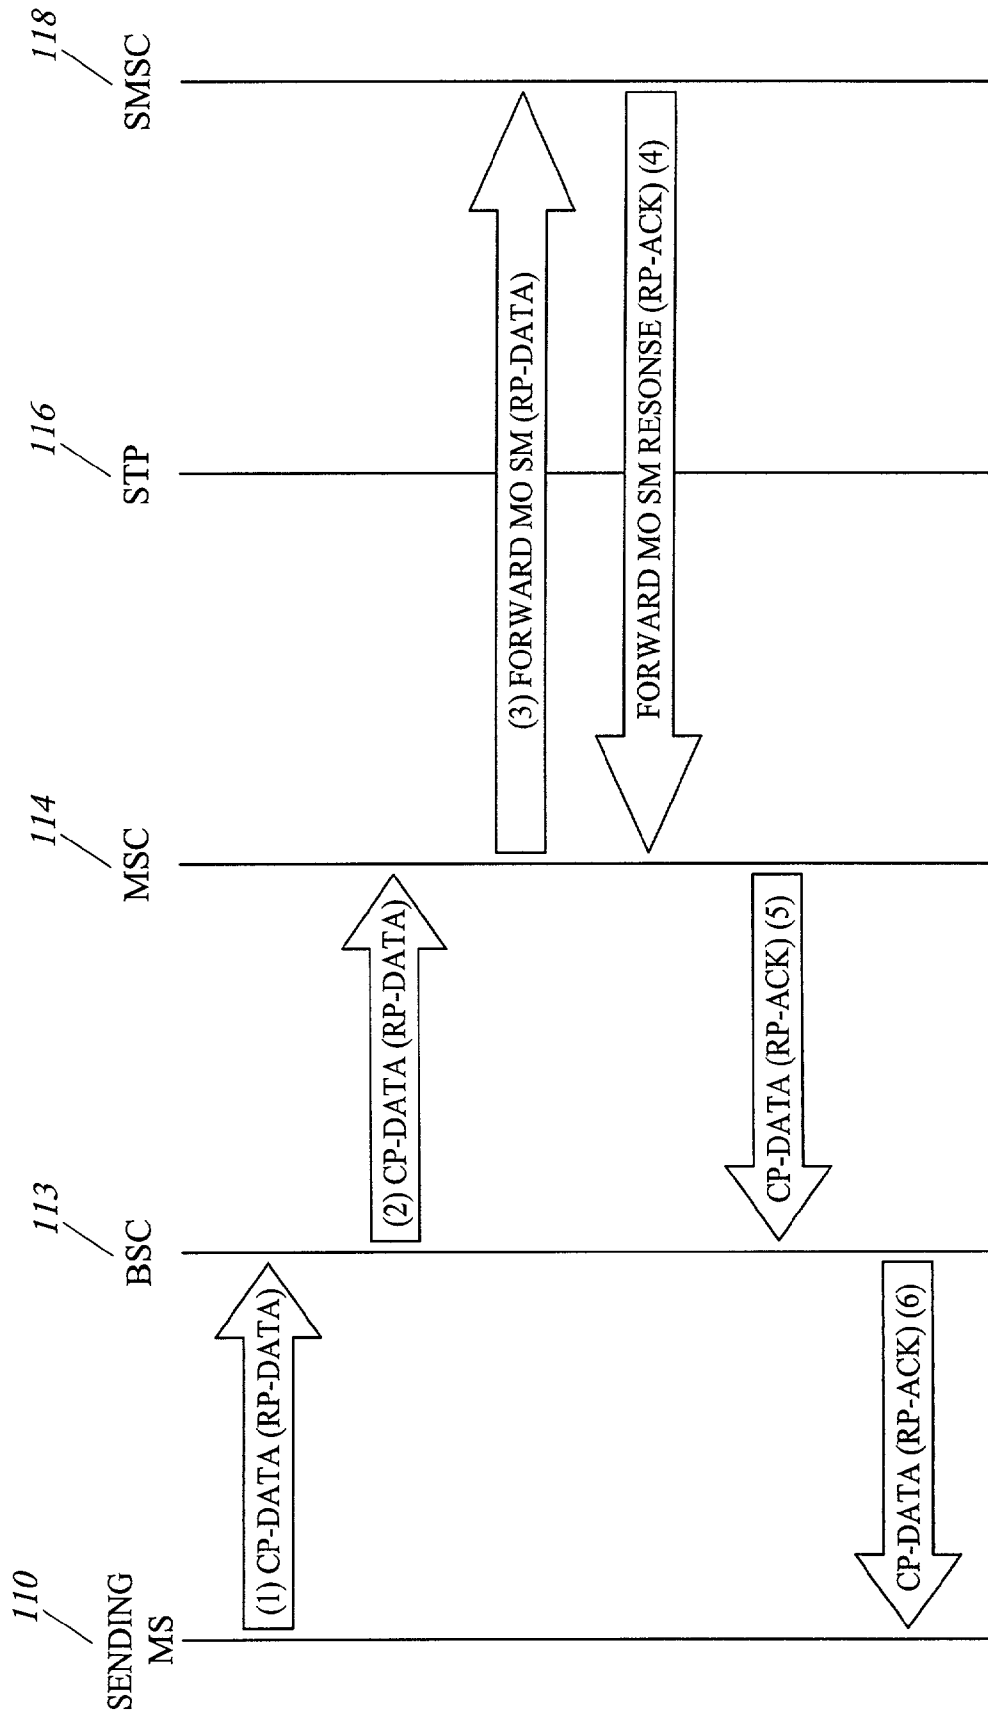 110
SENDING
MS
113
BSC
114
MSC
116
STP
118
SMSC
(1) CP-DATA (RP-DATA)
(2) CP-DATA (RP-DATA)
(3) FORWARD MO SM (RP-DATA)
FORWARD MO SM RESONSE (RP-ACK) (4)
CP-DATA (RP-ACK) (5)
CP-DATA (RP-ACK) (6)